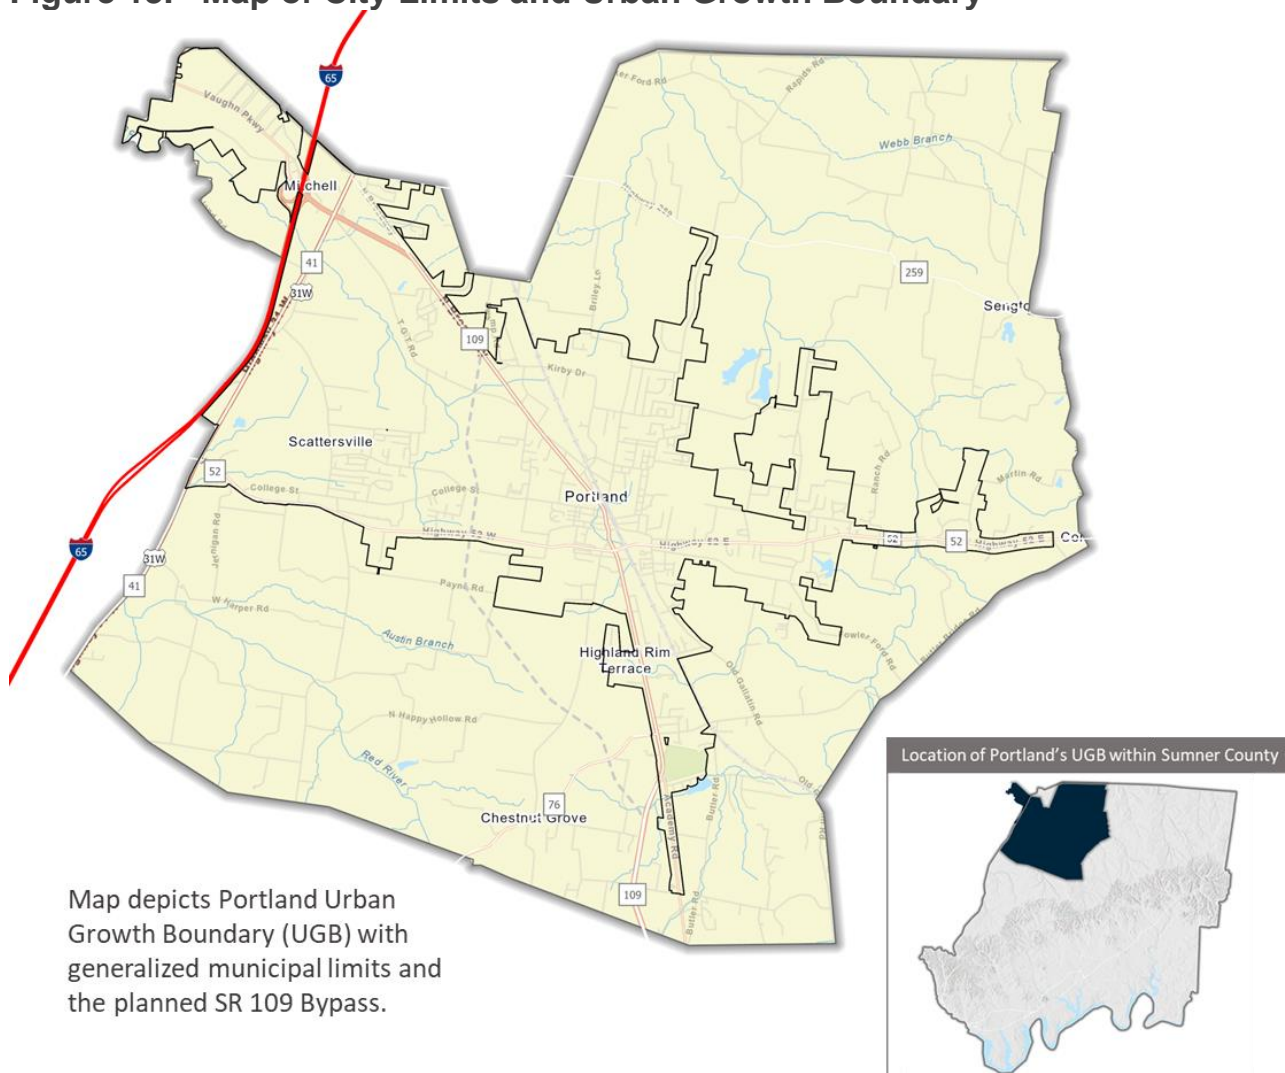 Map of City Limits and Urban Growth Boundary
65
Rapids Rd
Vaughn Pkwy
Webb Branch
Mitchell
41
259
31W
109
T G T Rd
Briley Ln
Kirby Dr
Scattersville
52
College St
College St
Portland
Ranch Rd
Martin Rd
Highway 52 W
52
52
65
31W
41
Payne Rd
W Harper Rd
Austin Branch
Highland Rim
Terrace
Old Gallatin Rd
N Happy Hollow Rd
Red River
76
Chestnut Grove
Academy Rd
Butler Rd
109
Butler Rd
Location of Portland's UGB within Sumner County
Map depicts Portland Urban
Growth Boundary (UGB) with
generalized municipal limits and
the planned SR 109 Bypass.